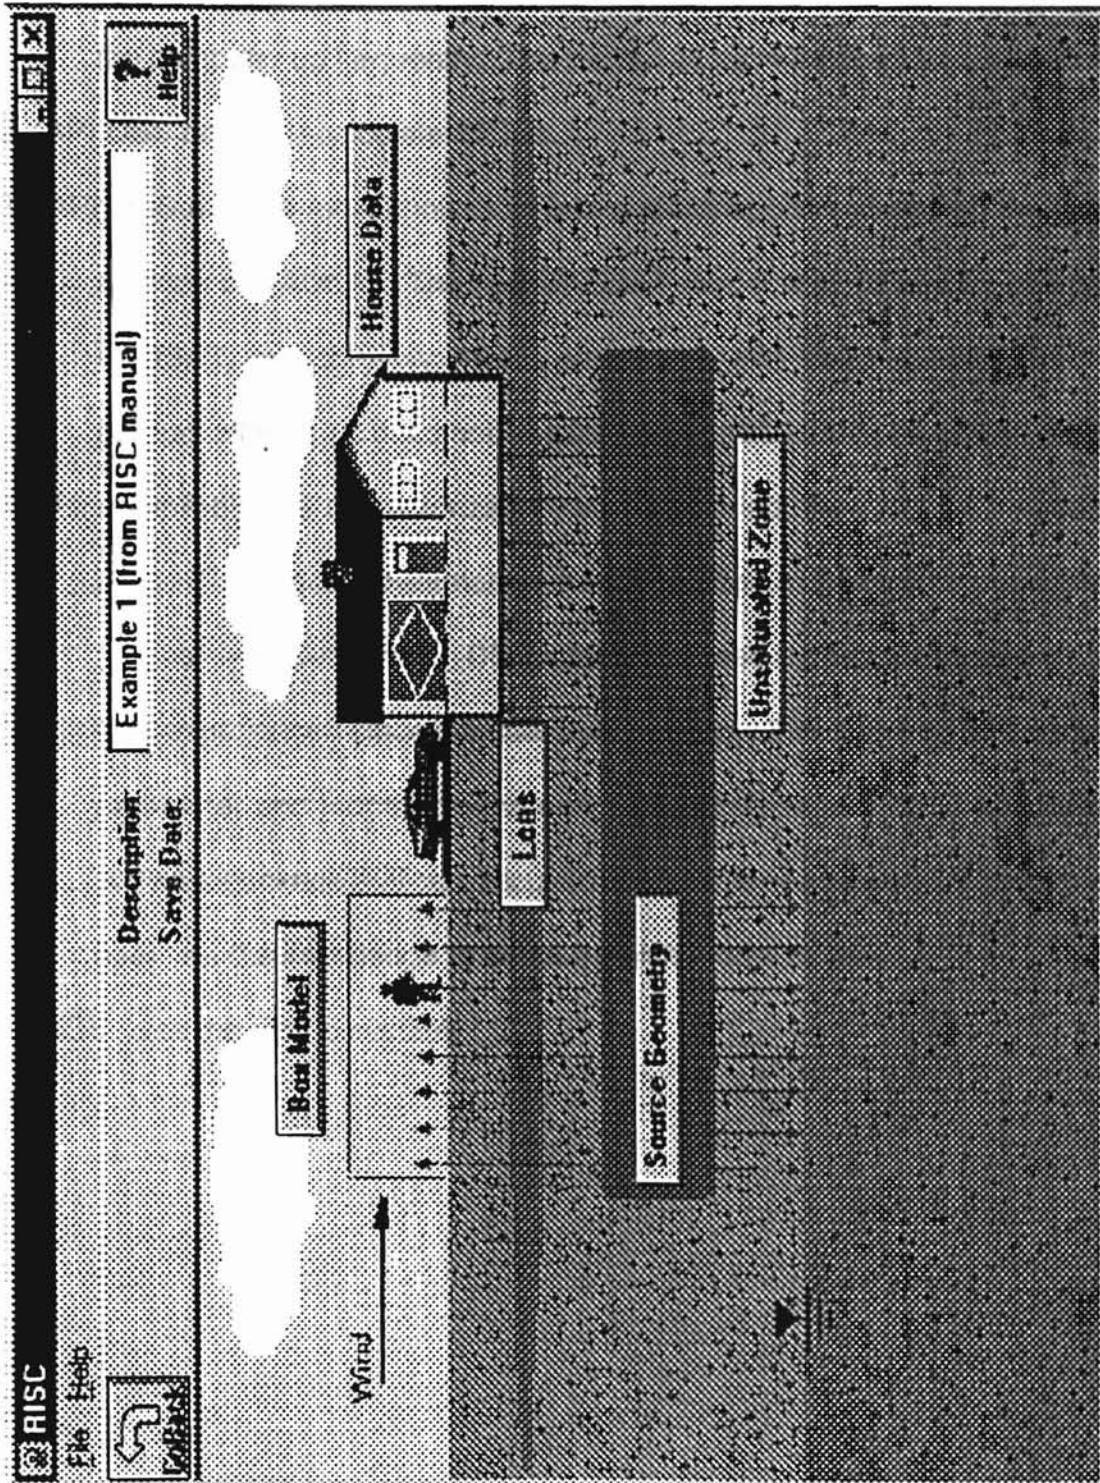 RISC
File Help
GoBack
Description:
Example 1 (from RISC manual)
Save Date:
? Help
Wind
Box Model
House Data
Lens
Source Geometry
Unsaturated Zone